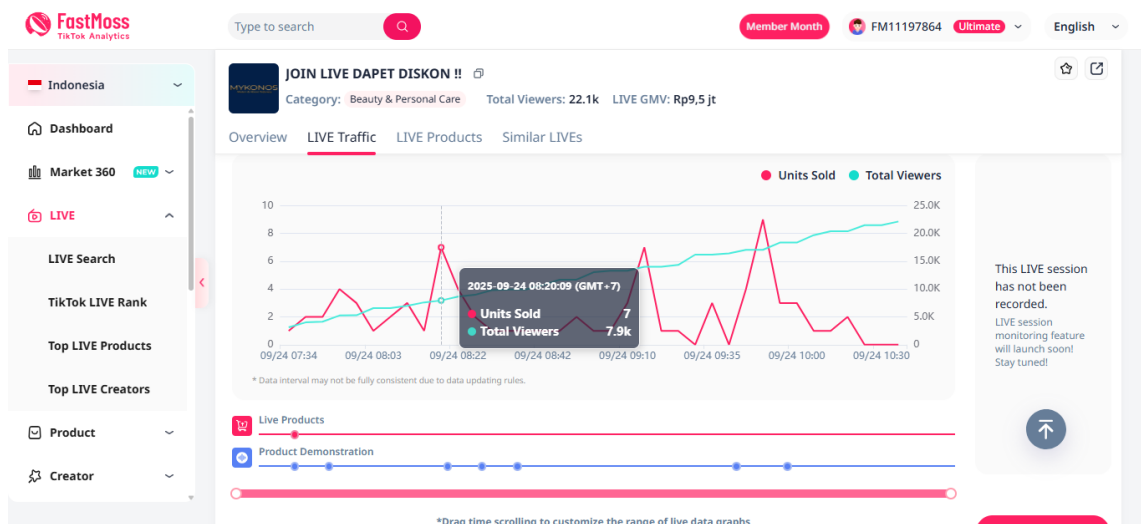 FastMoss
TikTok Analytics
Type to search
Member Month
FM11197864
Ultimate
English
Indonesia
Dashboard
Market 360
NEW
LIVE
LIVE Search
TikTok LIVE Rank
Top LIVE Products
Top LIVE Creators
Product
Creator
MYKONOS
JOIN LIVE DAPET DISKON !!
Category: Beauty & Personal Care Total Viewers: 22.1k LIVE GMV: Rp9,5 jt
Overview LIVE Traffic LIVE Products Similar LIVEs
Units Sold Total Viewers
10 25.0K
8 20.0K
6 15.0K
4 10.0K
2 5.0K
0 0
2025-09-24 08:20:09 (GMT+7)
Units Sold 7
Total Viewers 7.9k
09/24 07:34 09/24 08:03 09/24 08:22 09/24 08:42 09/24 09:10 09/24 09:35 09/24 10:00 09/24 10:30
* Data interval may not be fully consistent due to data updating rules.
Live Products
Product Demonstration
*Drag time scrolling to customize the range of live data graphs
This LIVE session
has not been
recorded.
LIVE session
monitoring feature
will launch soon!
Stay tuned!